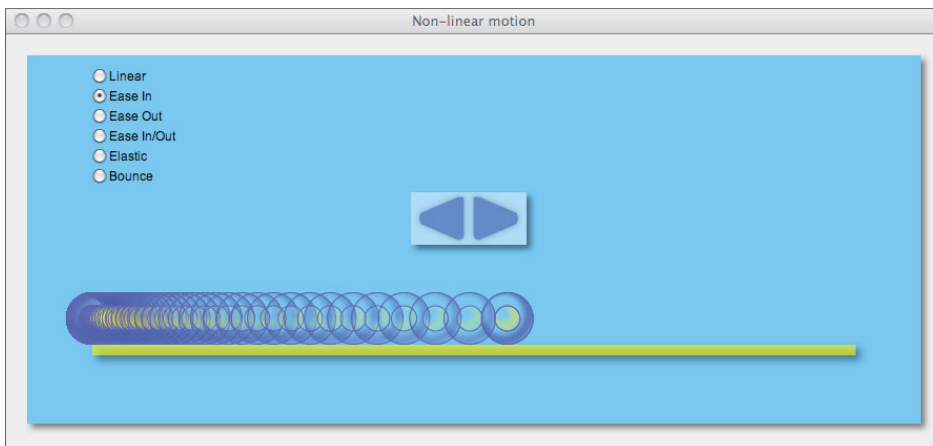 Non-linear motion
Linear
Ease In
Ease Out
Ease In/Out
Elastic
Bounce